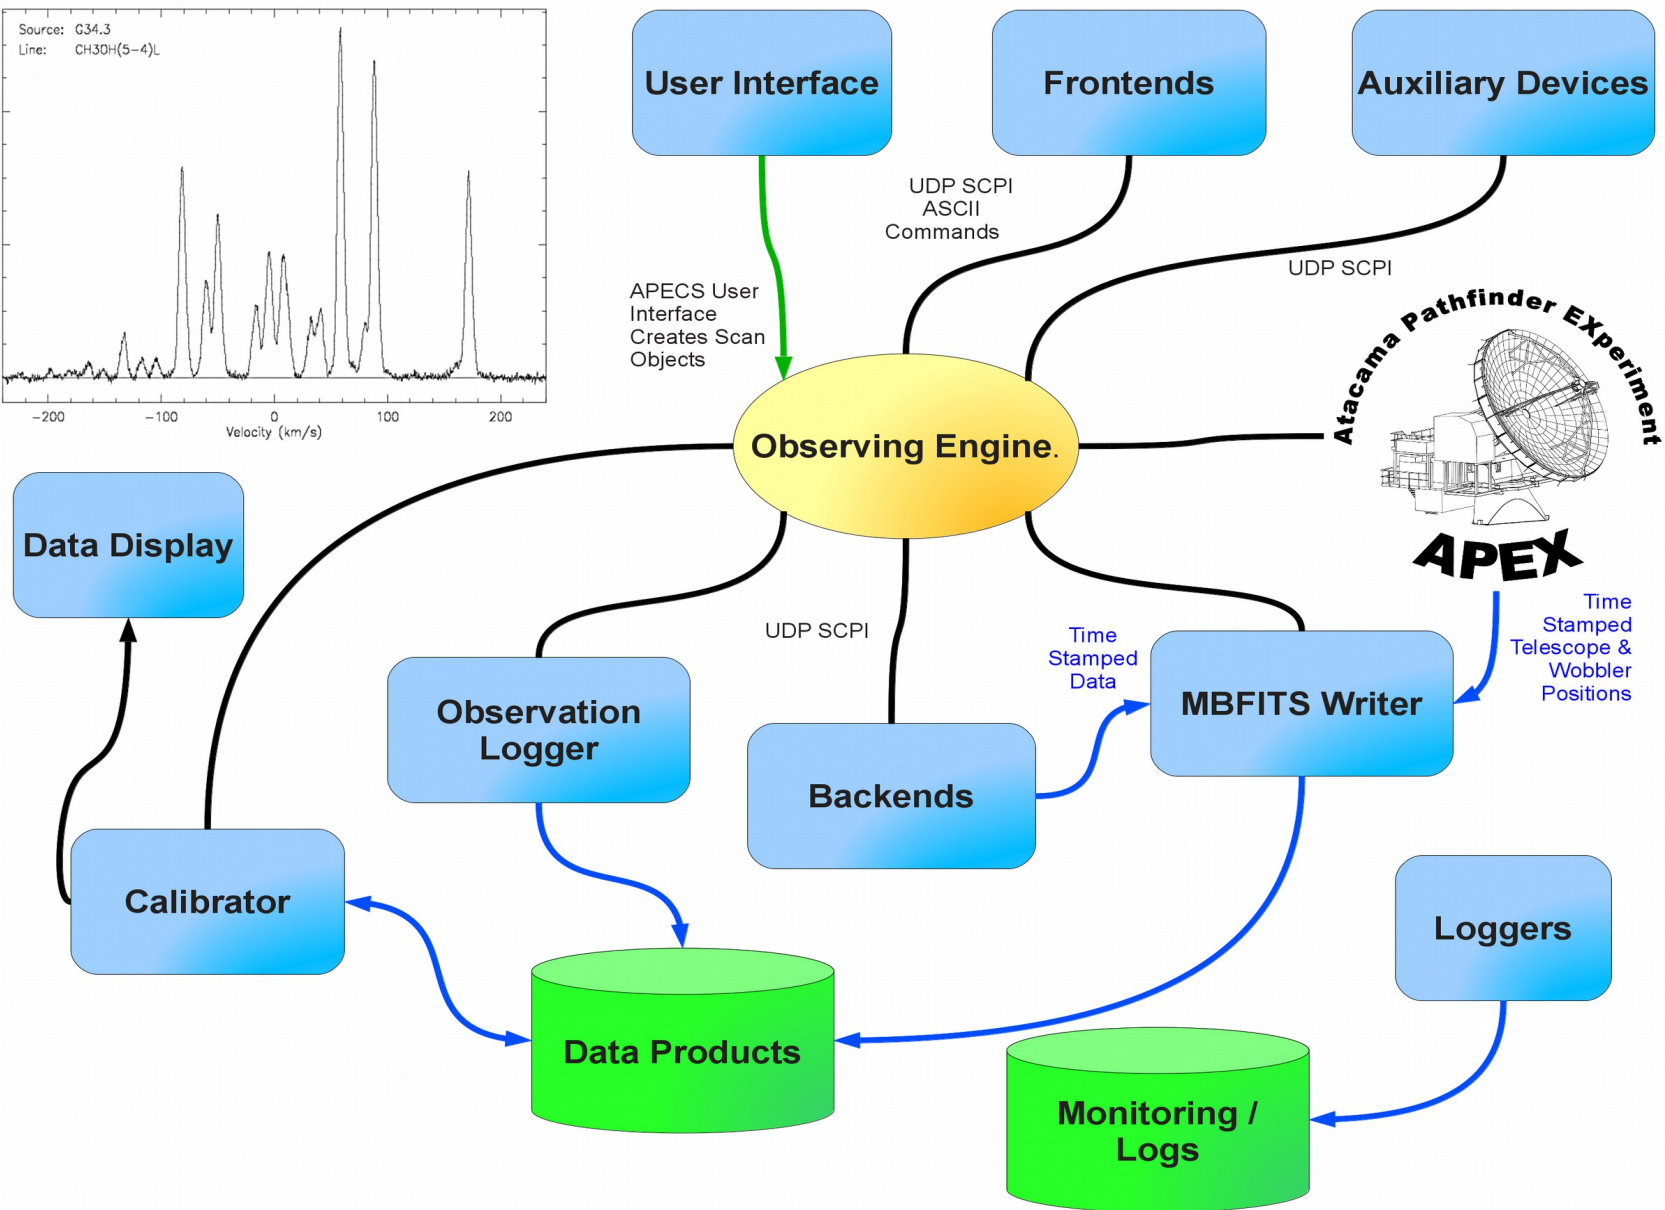 Source: G34.3
Line: CH3OH(5-4)L
-200 -100 0 100 200
Velocity (km/s)
User Interface
Frontends
Auxiliary Devices
UDP SCPI
ASCII
Commands
UDP SCPI
APECS User
Interface
Creates Scan
Objects
Atacama Pathfinder EXperiment
APEX
Observing Engine.
Data Display
UDP SCPI
Time
Stamped
Data
Time
Stamped
Telescope &
Wobbler
Positions
Observation
Logger
MBFITS Writer
Backends
Calibrator
Loggers
Data Products
Monitoring /
Logs